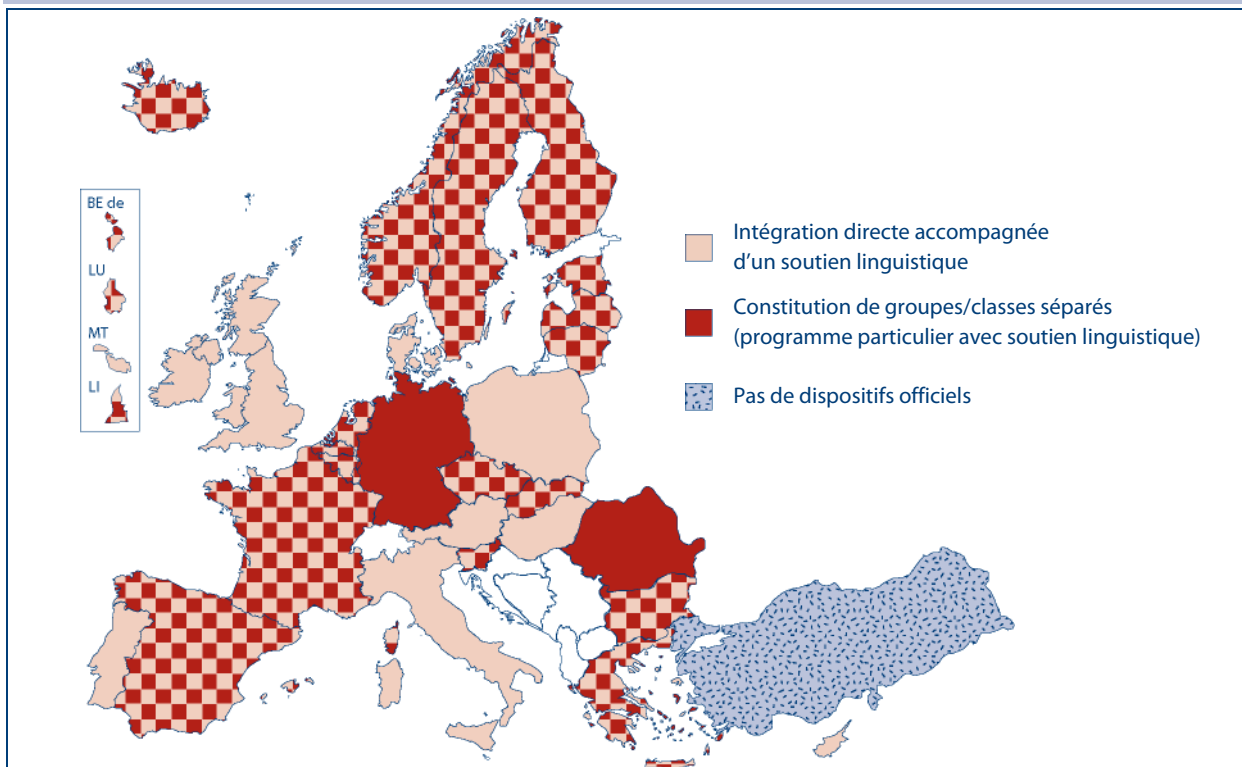 BE de
LU
MT
LI
Intégration directe accompagnée
d’un soutien linguistique
Constitution de groupes/classes séparés
(programme particulier avec soutien linguistique)
Pas de dispositifs officiels